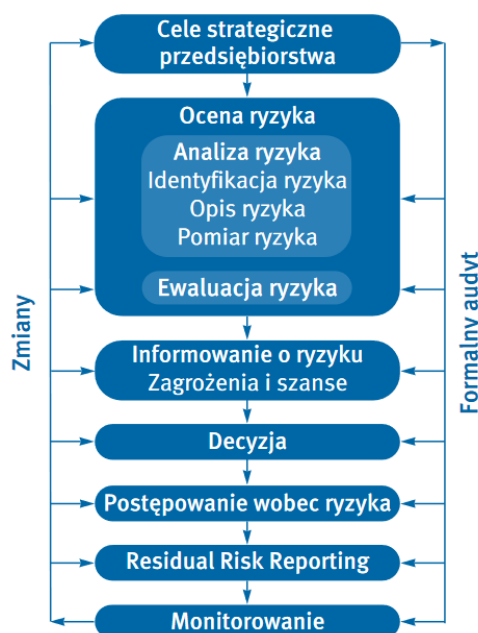 Cele strategiczne
przedsiębiorstwa
Ocena ryzyka
Analiza ryzyka
Identyfikacja ryzyka
Opis ryzyka
Pomiar ryzyka
Ewaluacja ryzyka
Informowanie o ryzyku
Zagrożenia i szanse
Decyzja
Postępowanie wobec ryzyka
Residual Risk Reporting
Monitorowanie
Zmiany
Formalny audyt